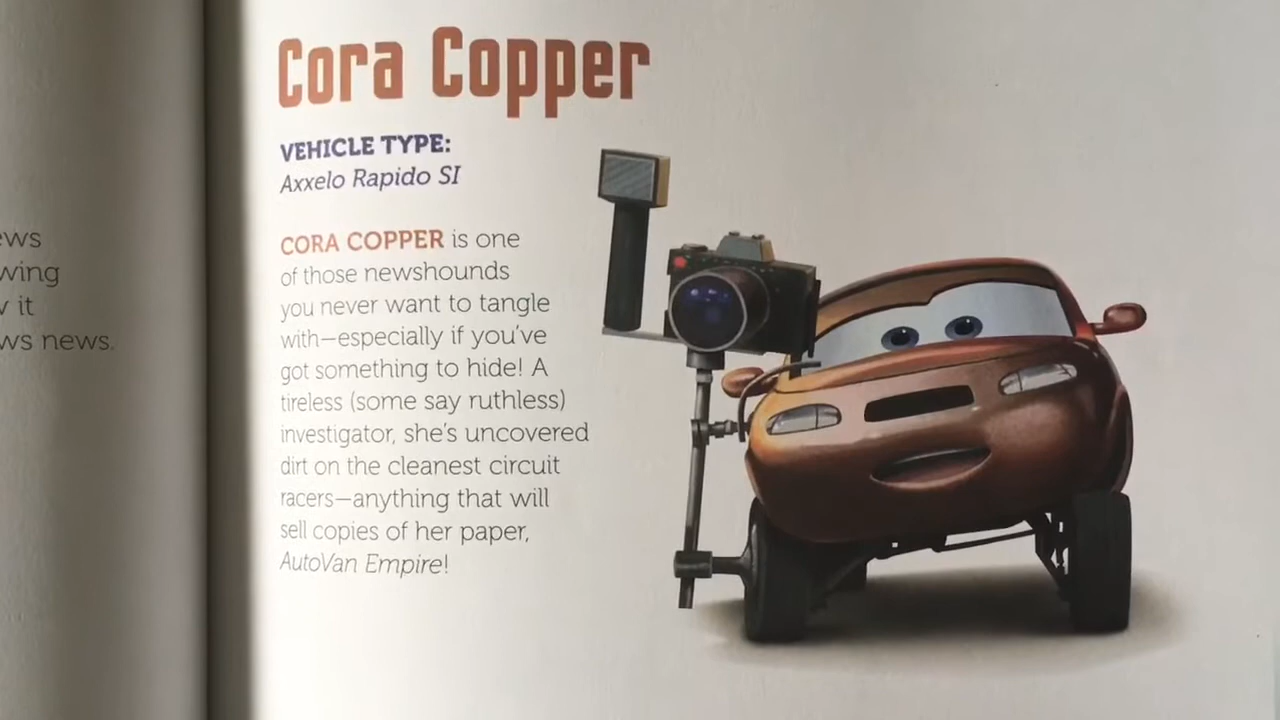 ws
wing
it
ws news.
Cora Copper
VEHICLE TYPE:
Axxelo Rapido SI
CORA COPPER is one
of those newshounds
you never want to tangle
with—especially if you've
got something to hide! A
tireless (some say ruthless)
investigator, she's uncovered
dirt on the cleanest circuit
racers—anything that will
sell copies of her paper,
AutoVan Empire!